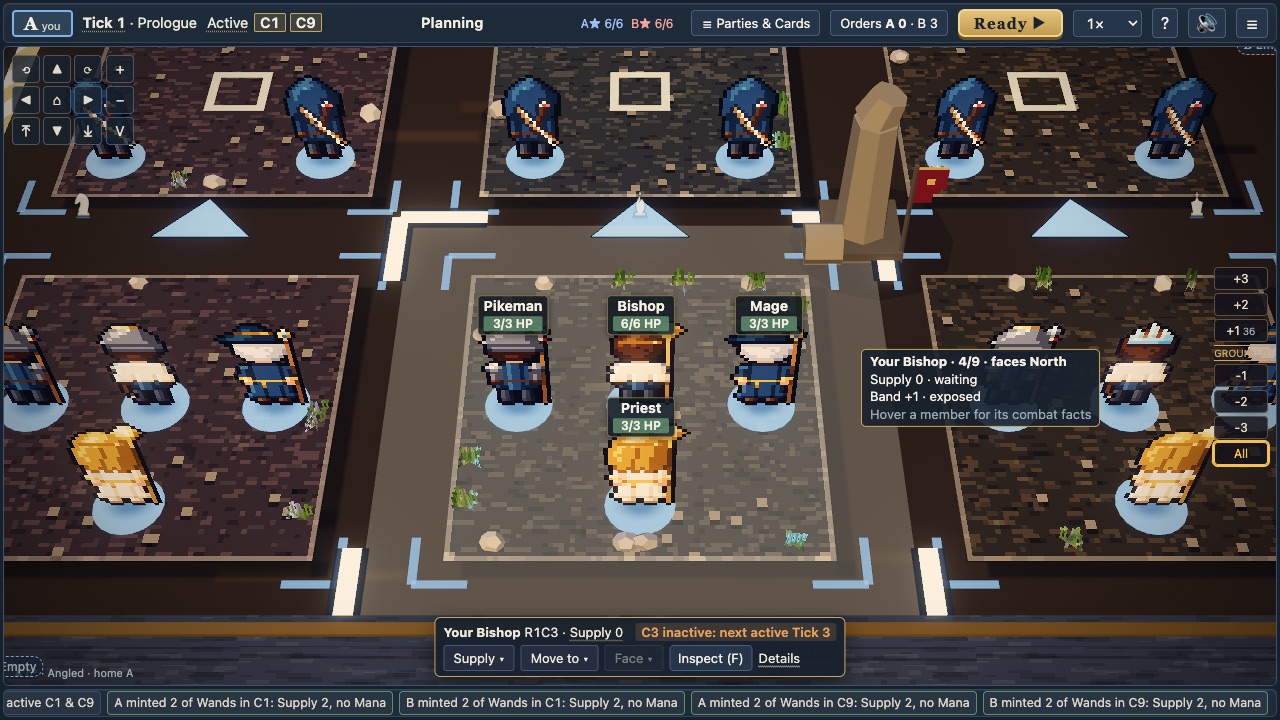 A you Tick 1 · Prologue Active C1 C9 Planning A★ 6/6 B★ 6/6 ≡ Parties & Cards Orders A 0 · B 3 Ready ▶ 1× ? ≡
V
Pikeman
3/3 HP
Bishop
6/6 HP
Mage
3/3 HP
Priest
3/3 HP
Your Bishop · 4/9 · faces North
Supply 0 · waiting
Band +1 · exposed
Hover a member for its combat facts
+3
+2
+1 36
−1
−2
−3
All
Your Bishop R1C3 · Supply 0 C3 inactive: next active Tick 3
Supply ▾ Move to ▾ Face ▾ Inspect (F) Details
Empty
Angled · home A
active C1 & C9
A minted 2 of Wands in C1: Supply 2, no Mana
B minted 2 of Wands in C1: Supply 2, no Mana
A minted 2 of Wands in C9: Supply 2, no Mana
B minted 2 of Wands in C9: Supply 2, no Mana